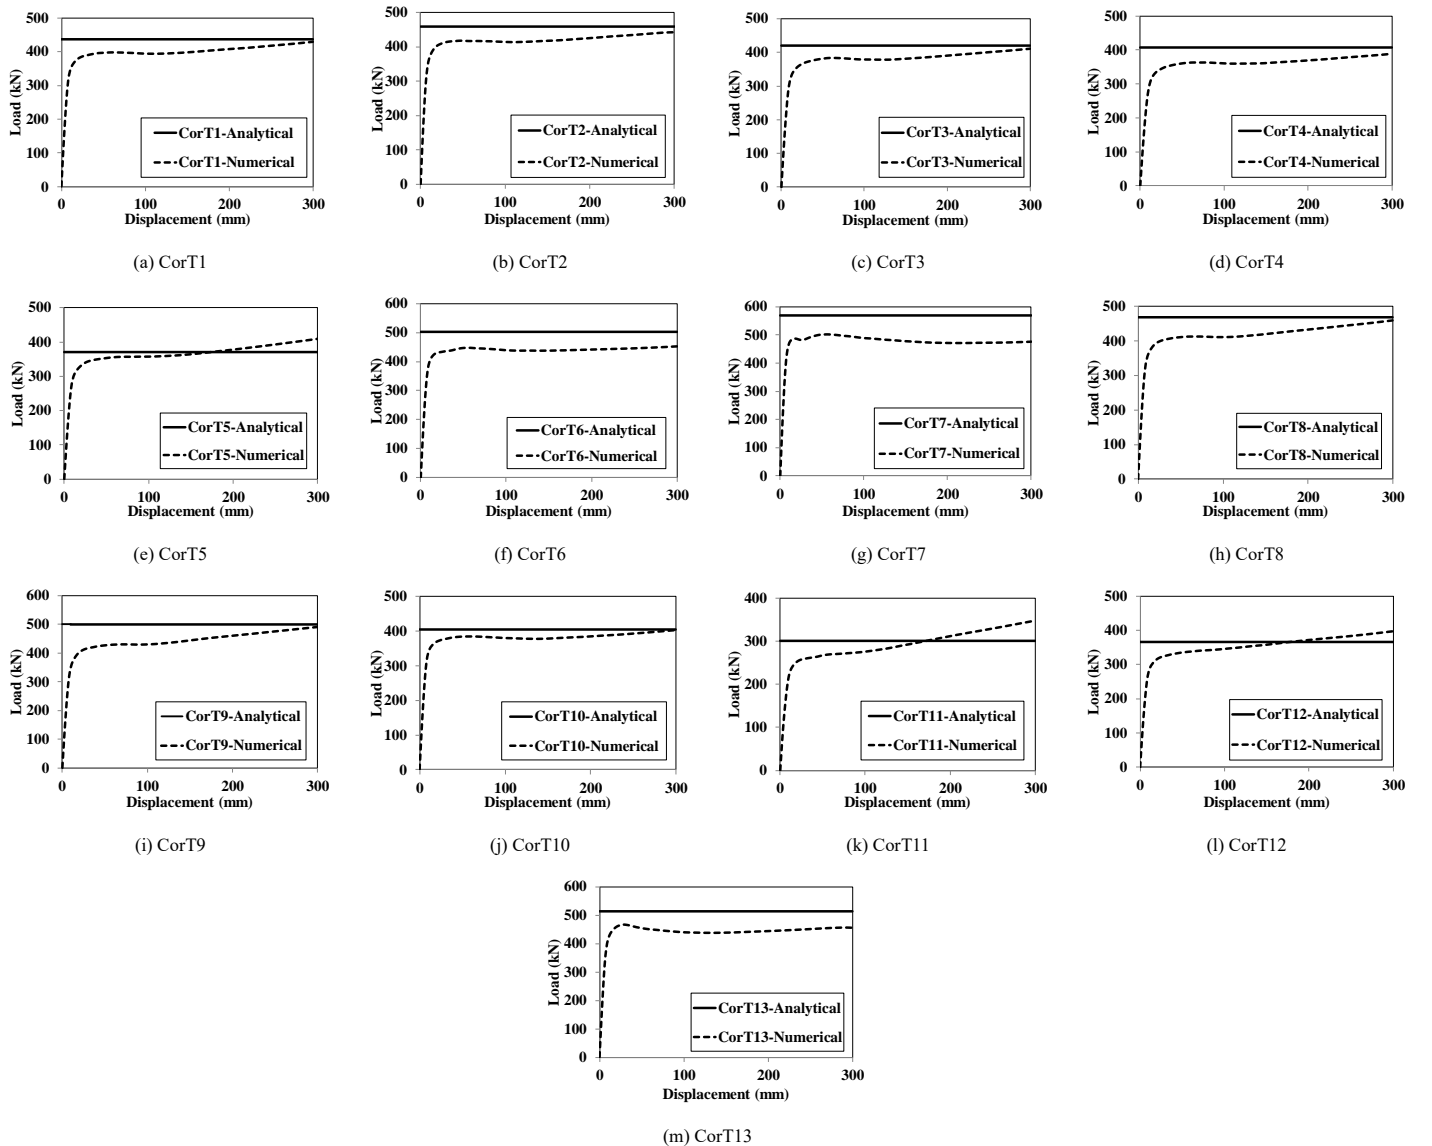 500
400
300
200
100
0
Load (kN)
CorT1-Analytical
CorT1-Numerical
0 100 200 300
Displacement (mm)
(a) CorT1
500
400
300
200
100
0
Load (kN)
CorT2-Analytical
CorT2-Numerical
0 100 200 300
Displacement (mm)
(b) CorT2
500
400
300
200
100
0
Load (kN)
CorT3-Analytical
CorT3-Numerical
0 100 200 300
Displacement (mm)
(c) CorT3
500
400
300
200
100
0
Load (kN)
CorT4-Analytical
CorT4-Numerical
0 100 200 300
Displacement (mm)
(d) CorT4
500
400
300
200
100
0
Load (kN)
CorT5-Analytical
CorT5-Numerical
0 100 200 300
Displacement (mm)
(e) CorT5
600
500
400
300
200
100
0
Load (kN)
CorT6-Analytical
CorT6-Numerical
0 100 200 300
Displacement (mm)
(f) CorT6
600
500
400
300
200
100
0
Load (kN)
CorT7-Analytical
CorT7-Numerical
0 100 200 300
Displacement (mm)
(g) CorT7
500
400
300
200
100
0
Load (kN)
CorT8-Analytical
CorT8-Numerical
0 100 200 300
Displacement (mm)
(h) CorT8
600
500
400
300
200
100
0
Load (kN)
CorT9-Analytical
CorT9-Numerical
0 100 200 300
Displacement (mm)
(i) CorT9
500
400
300
200
100
0
Load (kN)
CorT10-Analytical
CorT10-Numerical
0 100 200 300
Displacement (mm)
(j) CorT10
400
300
200
100
0
Load (kN)
CorT11-Analytical
CorT11-Numerical
0 100 200 300
Displacement (mm)
(k) CorT11
500
400
300
200
100
0
Load (kN)
CorT12-Analytical
CorT12-Numerical
0 100 200 300
Displacement (mm)
(l) CorT12
600
500
400
300
200
100
0
Load (kN)
CorT13-Analytical
CorT13-Numerical
0 100 200 300
Displacement (mm)
(m) CorT13